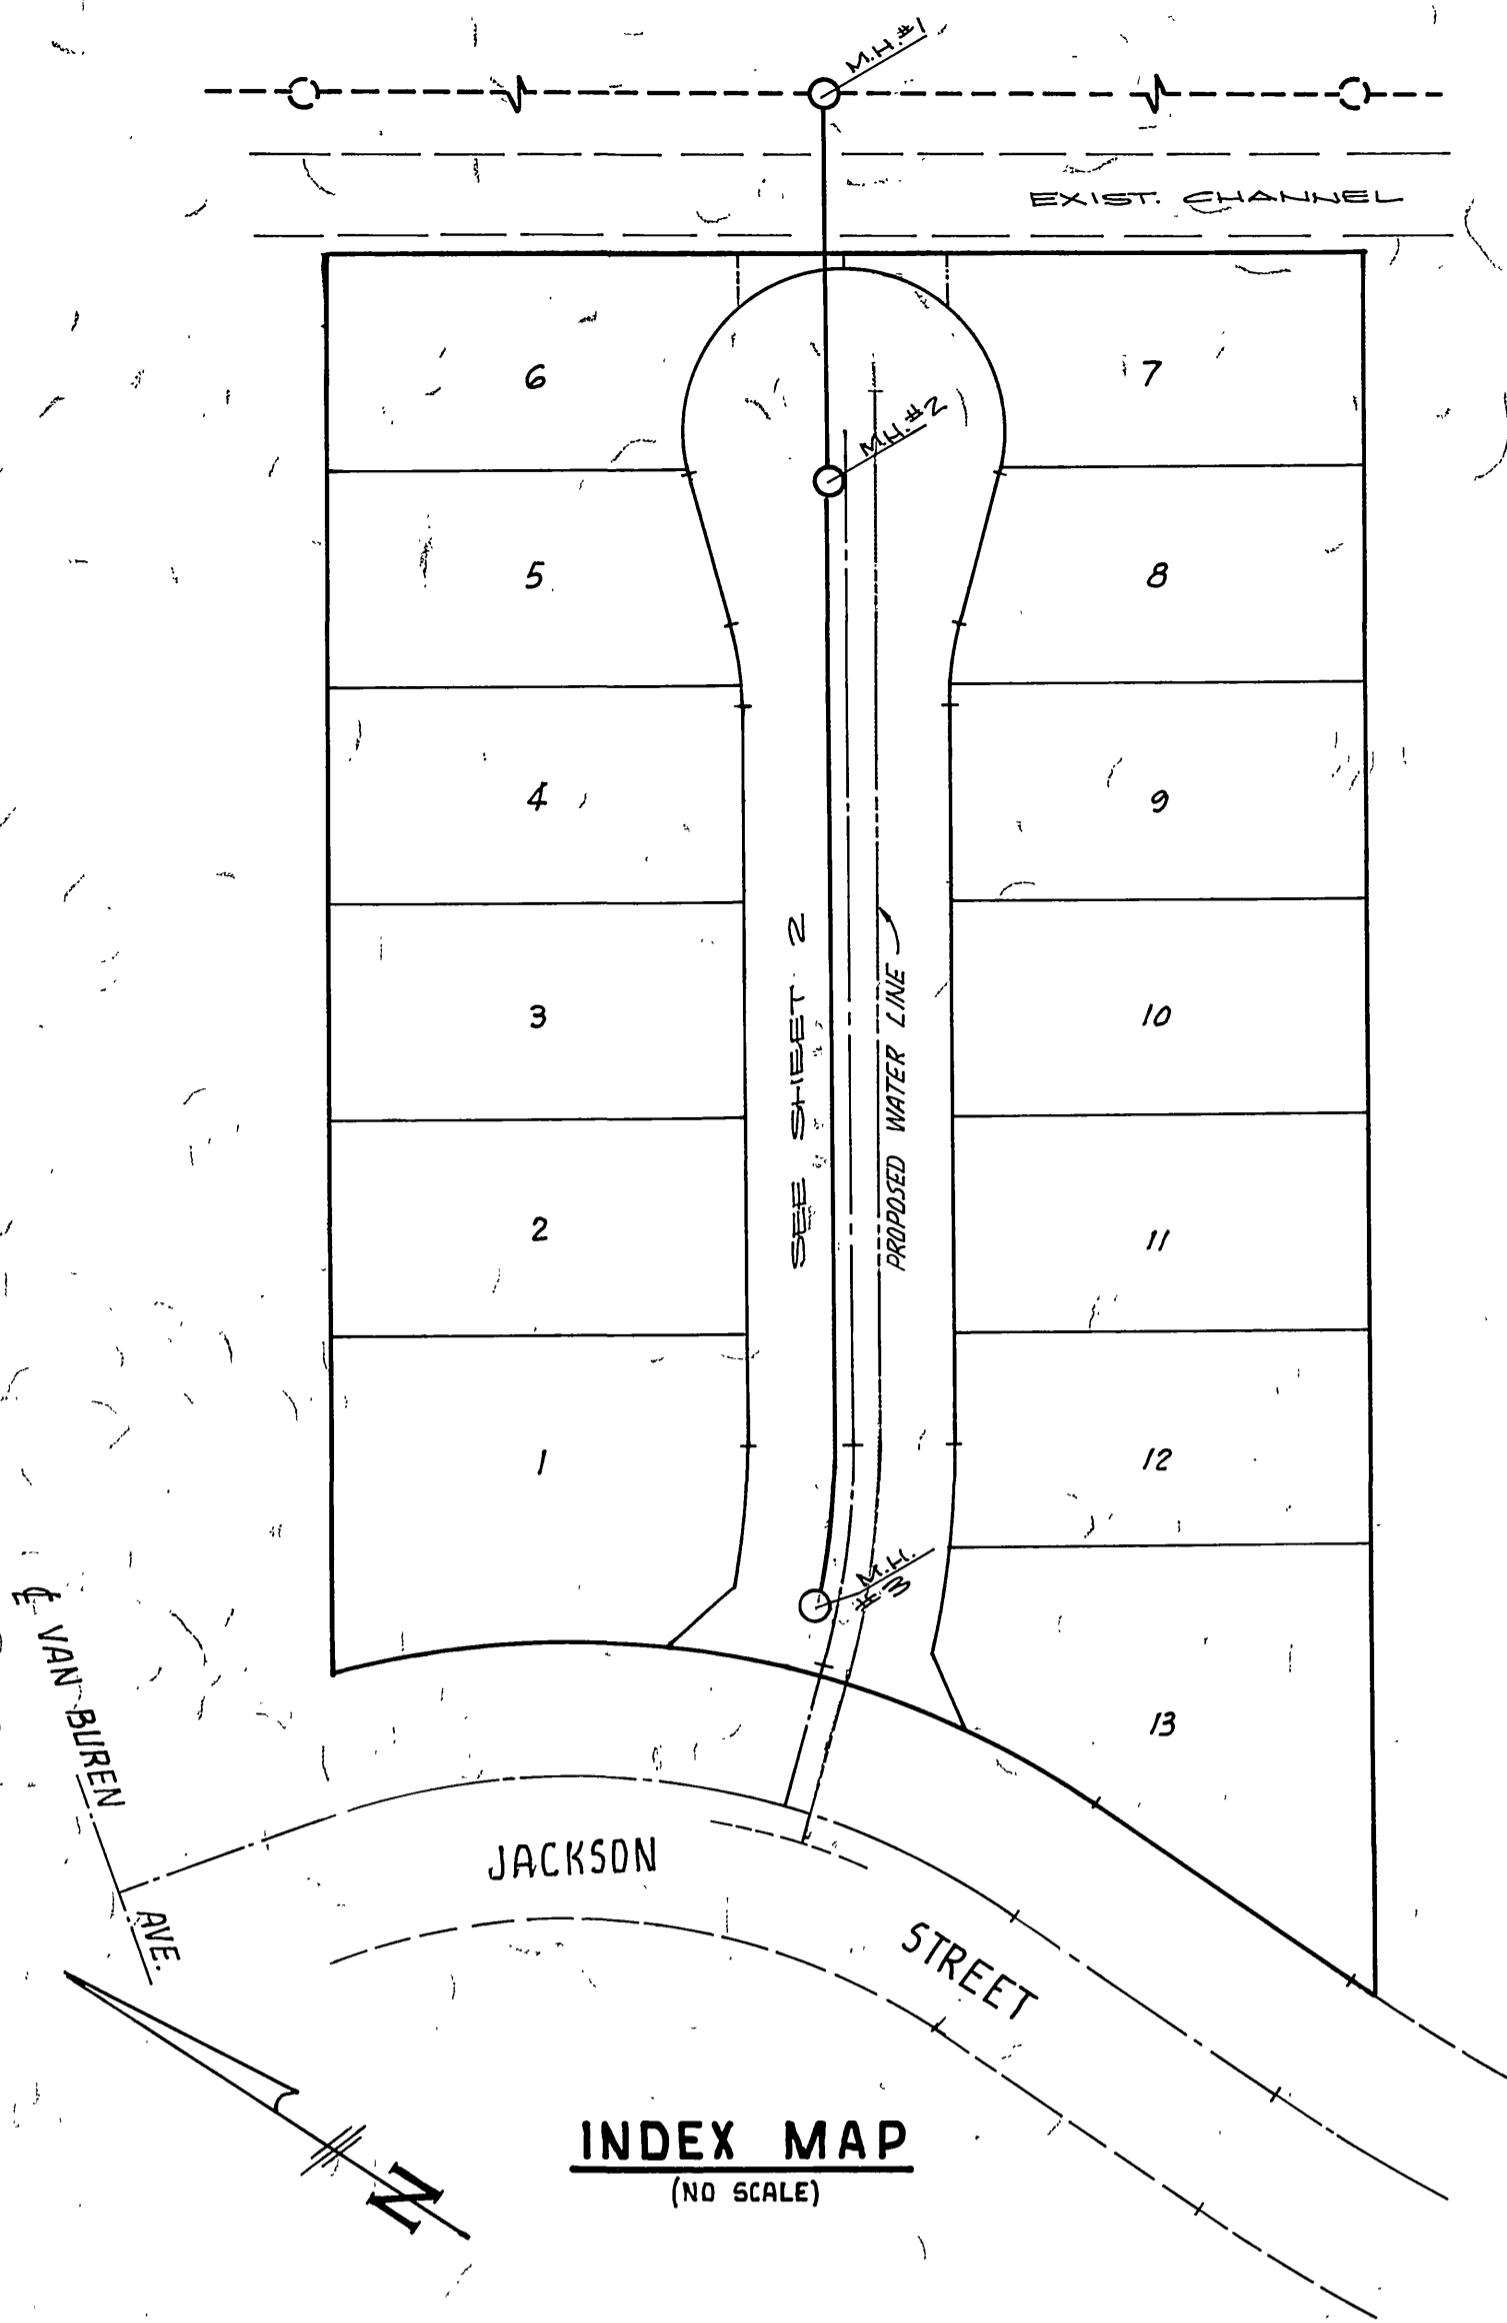 M.H.#1
EXIST. CHANNEL
6
7
M.H.#2
5
8
4
9
SEE SHEET 2
PROPOSED WATER LINE
3
10
2
11
1
12
M.H.
#3
℄ VAN BUREN
AVE.
13
JACKSON
STREET
N
INDEX MAP
(NO SCALE)